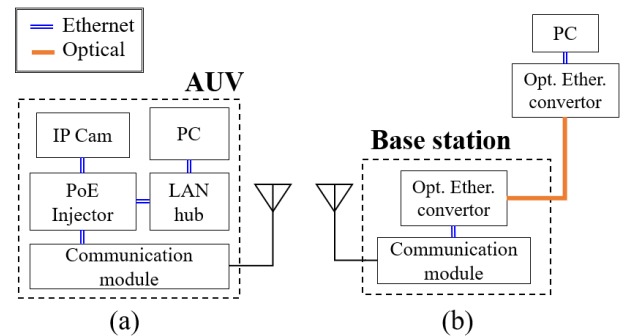 Ethernet
Optical
AUV
IP Cam
PC
PoE
Injector
LAN
hub
Communication
module
(a)
PC
Opt. Ether.
convertor
Base station
Opt. Ether.
convertor
Communication
module
(b)